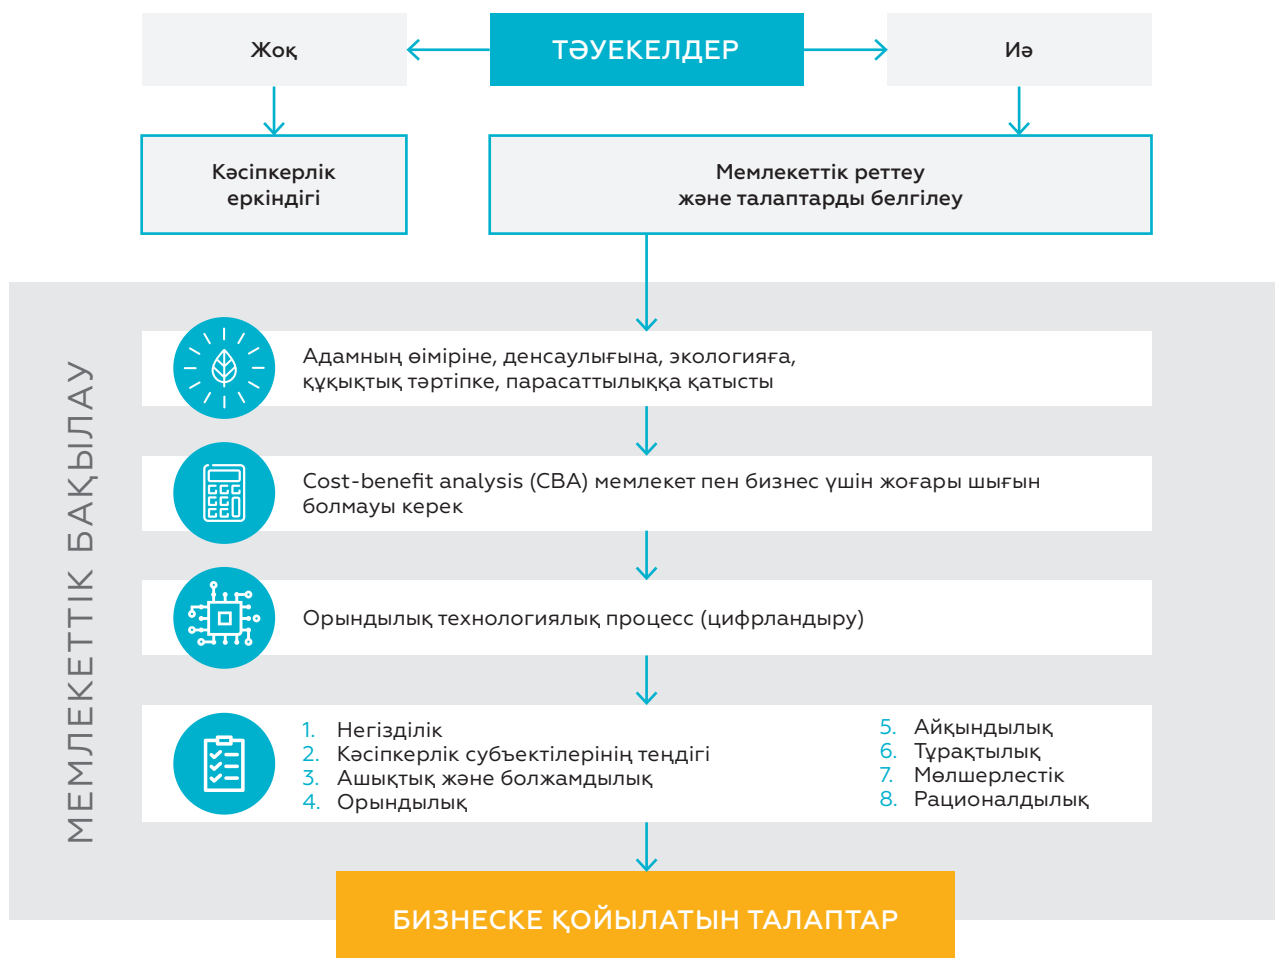 Жоқ
ТӘУЕКЕЛДЕР
Иә
Кәсіпкерлік
еркіндігі
Мемлекеттік реттеу
және талаптарды белгілеу
МЕМЛЕКЕТТІК БАҚЫЛАУ
Адамның өіміріне, денсаулығына, экологияға,
құқықтық тәртіпке, парасаттылыққа қатысты
Cost-benefit analysis (CBA) мемлекет пен бизнес үшін жоғары шығын
болмауы керек
Орындылық технологиялық процесс (цифрландыру)
1. Негізділік
2. Кәсіпкерлік субъектілерінің теңдігі
3. Ашықтық және болжамдылық
4. Орындылық
5. Айқындылық
6. Тұрақтылық
7. Мөлшерлестік
8. Рационалдылық
БИЗНЕСКЕ ҚОЙЫЛАТЫН ТАЛАПТАР